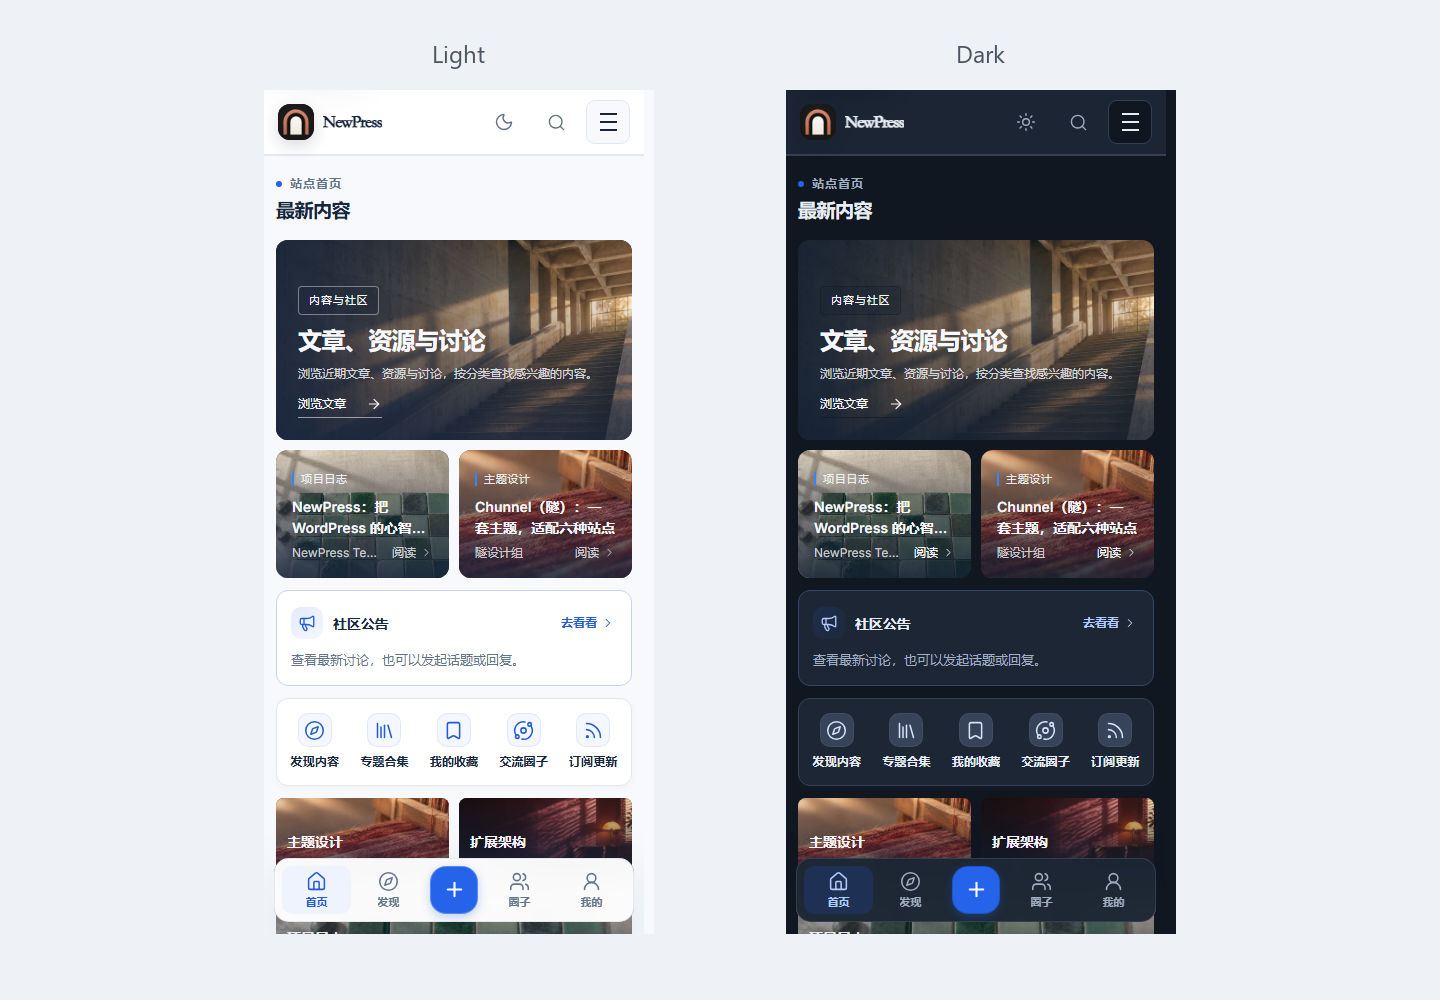 Light
NewPress
站点首页
最新内容
内容与社区
文章、资源与讨论
浏览近期文章、资源与讨论，按分类查找感兴趣的内容。
浏览文章
项目日志
NewPress：把
WordPress 的心智...
NewPress Te... 阅读
主题设计
Chunnel（隧）：一
套主题，适配六种站点
隧设计组 阅读
社区公告 去看看
查看最新讨论，也可以发起话题或回复。
发现内容 专题合集 我的收藏 交流圈子 订阅更新
主题设计 扩展架构
首页 发现 圈子 我的
Dark
NewPress
站点首页
最新内容
内容与社区
文章、资源与讨论
浏览近期文章、资源与讨论，按分类查找感兴趣的内容。
浏览文章
项目日志
NewPress：把
WordPress 的心智...
NewPress Te... 阅读
主题设计
Chunnel（隧）：一
套主题，适配六种站点
隧设计组 阅读
社区公告 去看看
查看最新讨论，也可以发起话题或回复。
发现内容 专题合集 我的收藏 交流圈子 订阅更新
主题设计 扩展架构
首页 发现 圈子 我的